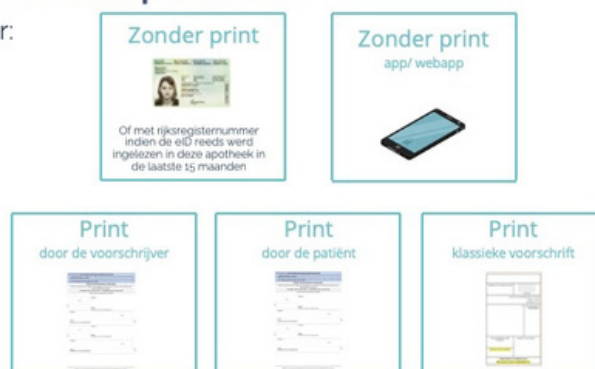 r:
Zonder print
Of met rijksregisternummer
indien de eID reeds werd
ingelezen in deze apotheek in
de laatste 15 maanden
Zonder print
app/ webapp
Print
door de voorschrijver
Print
door de patiënt
Print
klassieke voorschrift